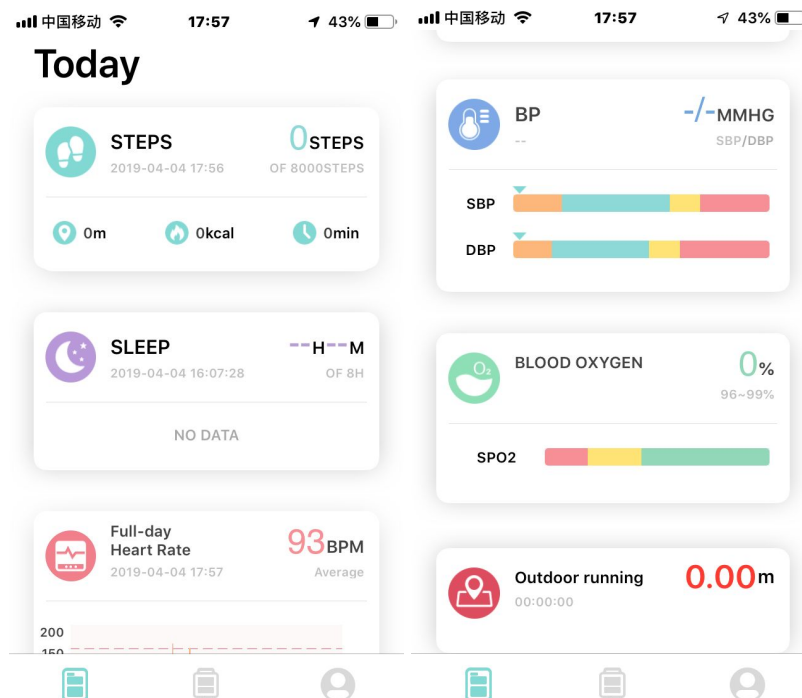 中国移动 17:57 43%
Today
STEPS 0STEPS
2019-04-04 17:56 OF 8000STEPS
0m 0kcal 0min
SLEEP --H--M
2019-04-04 16:07:28 OF 8H
NO DATA
Full-day
Heart Rate 93BPM
2019-04-04 17:57 Average
200
150
中国移动 17:57 43%
BP -/-MMHG
-- SBP/DBP
SBP
DBP
O₂ BLOOD OXYGEN 0%
96~99%
SPO2
Outdoor running 0.00m
00:00:00